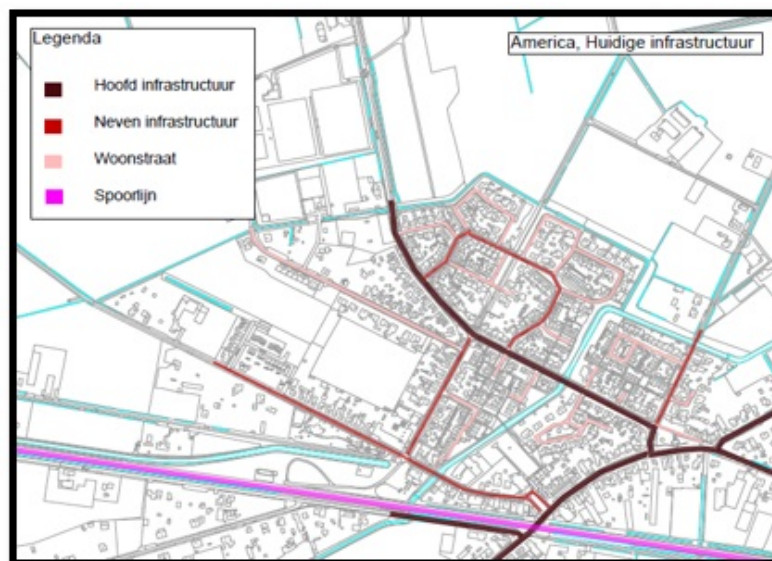 Legenda
America, Huidige infrastructuur
Hoofd infrastructuur
Neven infrastructuur
Woonstraat
Spoorlijn